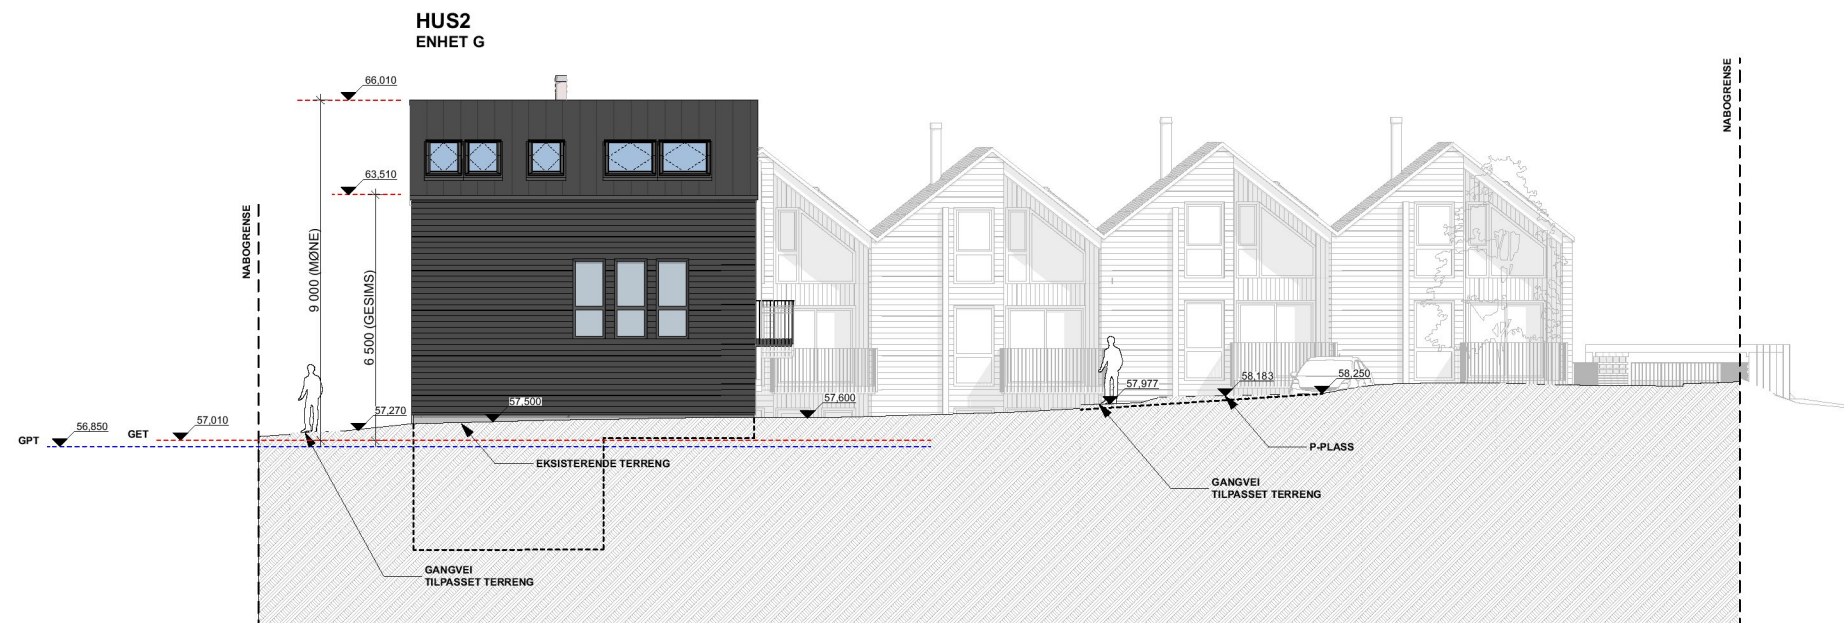 HUS2
ENHET G
66,010
63,510
NABOGRENSE
9 000 (MØNE)
6 500 (GESIMS)
NABOGRENSE
57,270
57,500
57,600
57,977
58,183
58,250
GPT
56,850
GET
57,010
EKSISTERENDE TERRENG
P-PLASS
GANGVEI
TILPASSET TERRENG
GANGVEI
TILPASSET TERRENG